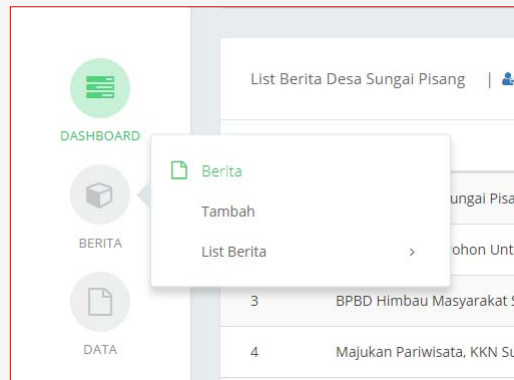 List Berita Desa Sungai Pisang |
DASHBOARD
Berita
Tambah
List Berita >
BERITA
DATA
3 BPBD Himbau Masyarakat
4 Majukan Pariwisata, KKN